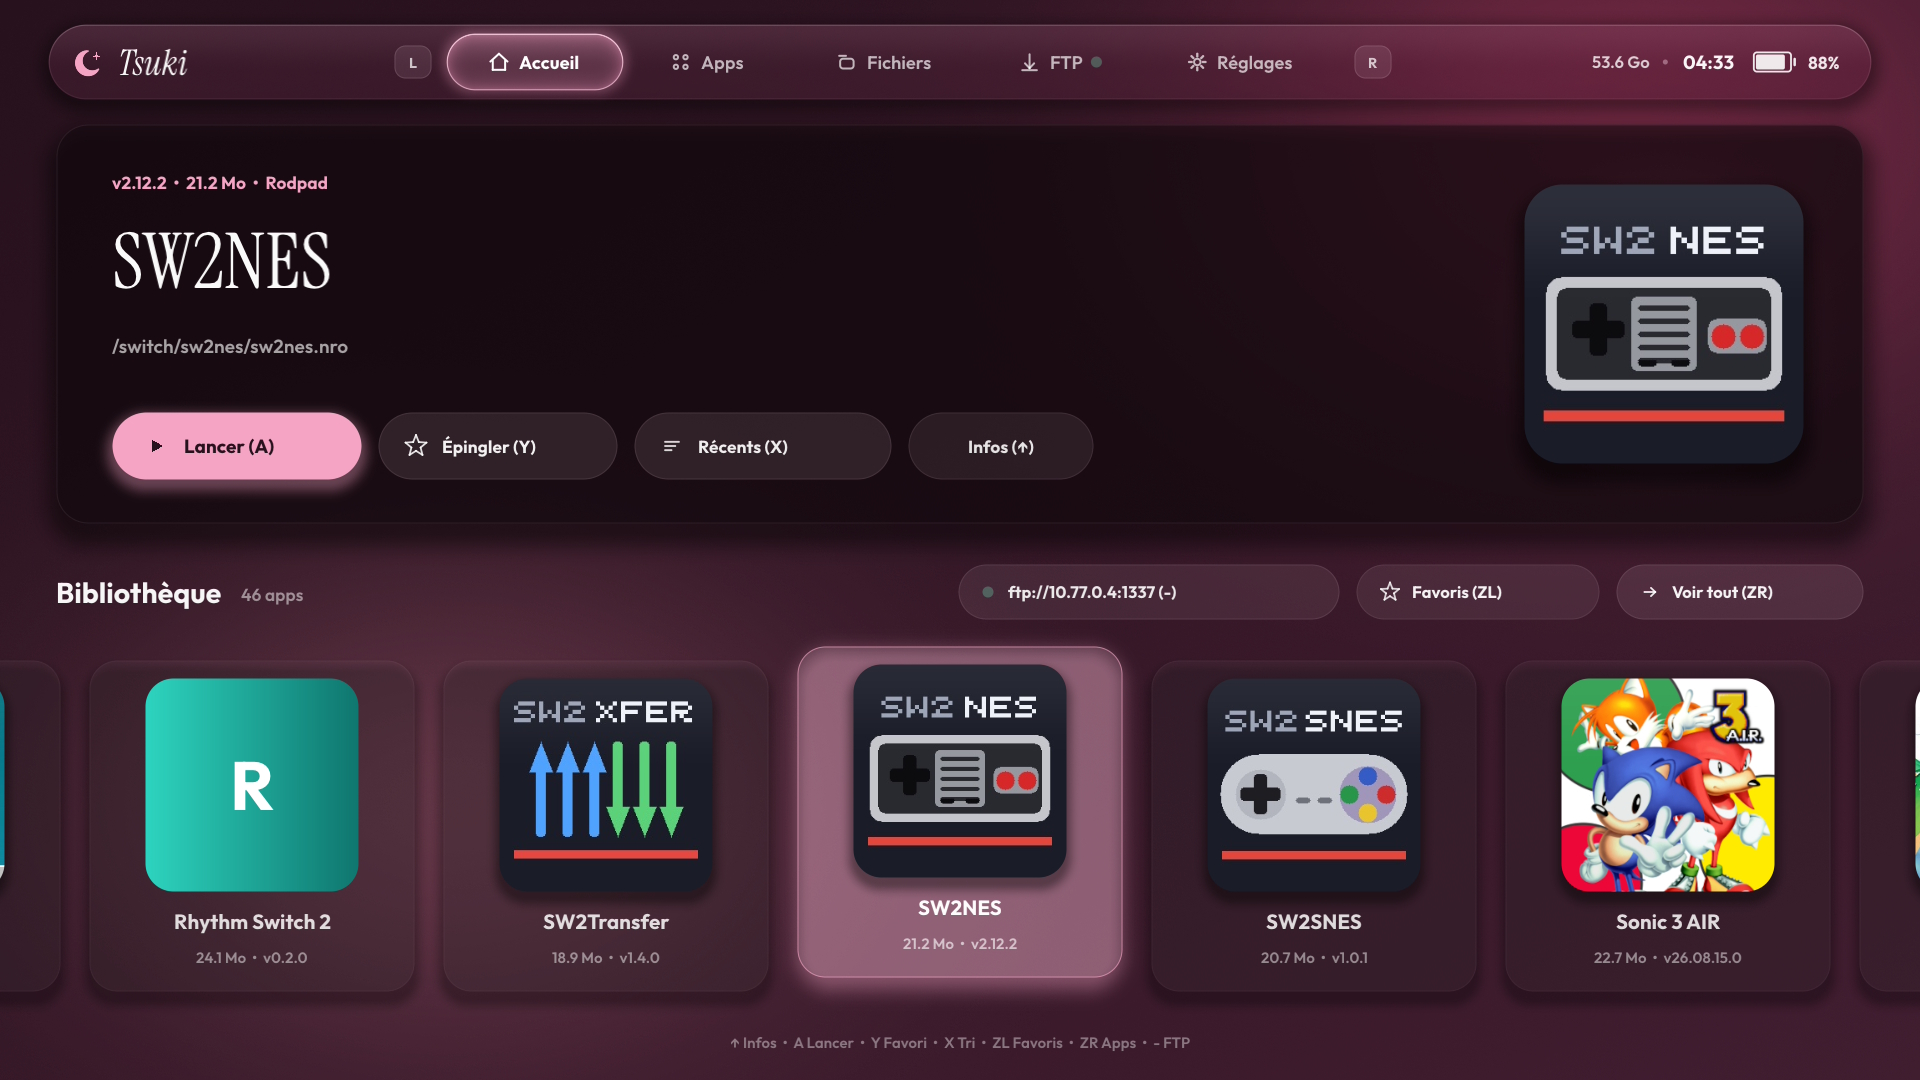 Tsuki
L
Accueil
Apps
Fichiers
FTP
Réglages
R
53.6 Go • 04:33 88%
v2.12.2 • 21.2 Mo • Rodpad
SW2NES
/switch/sw2nes/sw2nes.nro
Lancer (A)
Épingler (Y)
Récents (X)
Infos (↑)
SW2 NES
Bibliothèque 46 apps
ftp://10.77.0.4:1337 (-)
Favoris (ZL)
Voir tout (ZR)
R
Rhythm Switch 2
24.1 Mo • v0.2.0
SW2 XFER
SW2Transfer
18.9 Mo • v1.4.0
SW2 NES
SW2NES
21.2 Mo • v2.12.2
SW2 SNES
SW2SNES
20.7 Mo • v1.0.1
3
A.I.R.
Sonic 3 AIR
22.7 Mo • v26.08.15.0
↑ Infos • A Lancer • Y Favori • X Tri • ZL Favoris • ZR Apps • - FTP